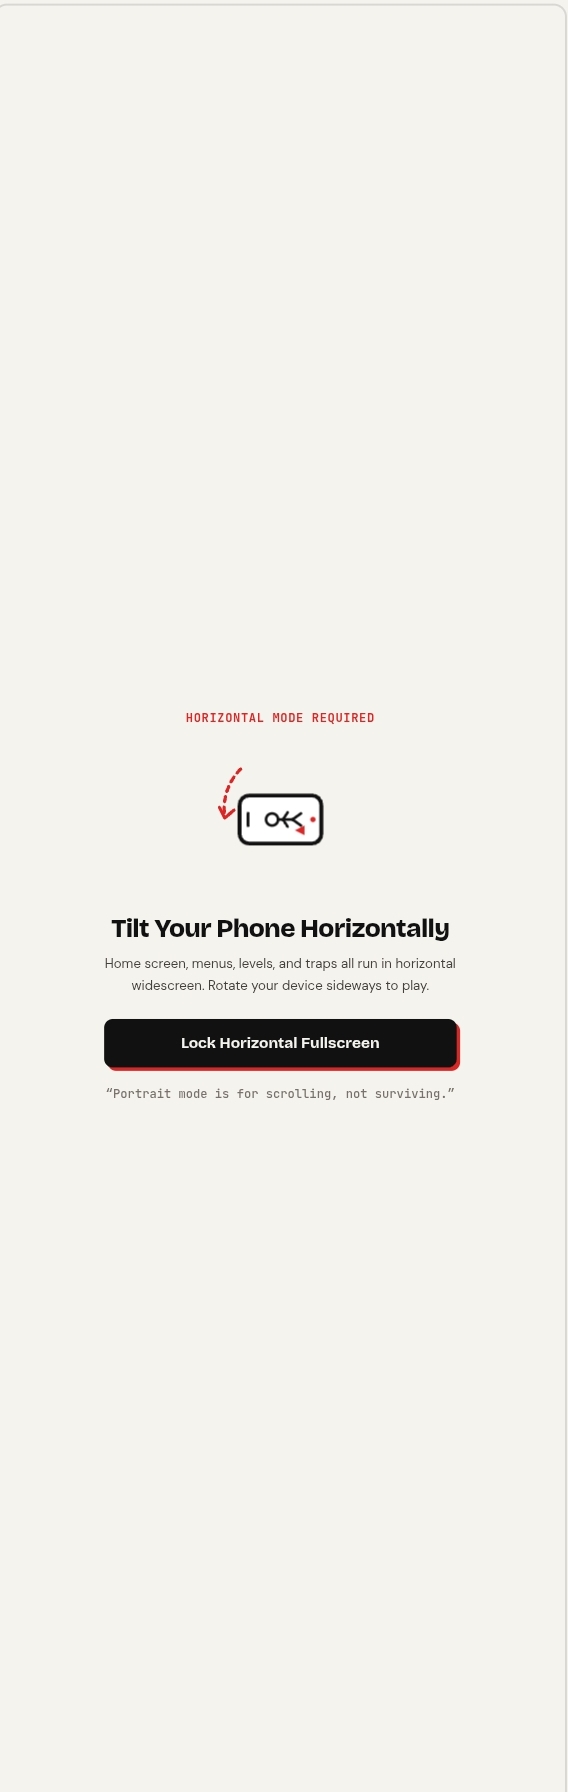 HORIZONTAL MODE REQUIRED
Tilt Your Phone Horizontally
Home screen, menus, levels, and traps all run in horizontal
widescreen. Rotate your device sideways to play.
Lock Horizontal Fullscreen
“Portrait mode is for scrolling, not surviving.”